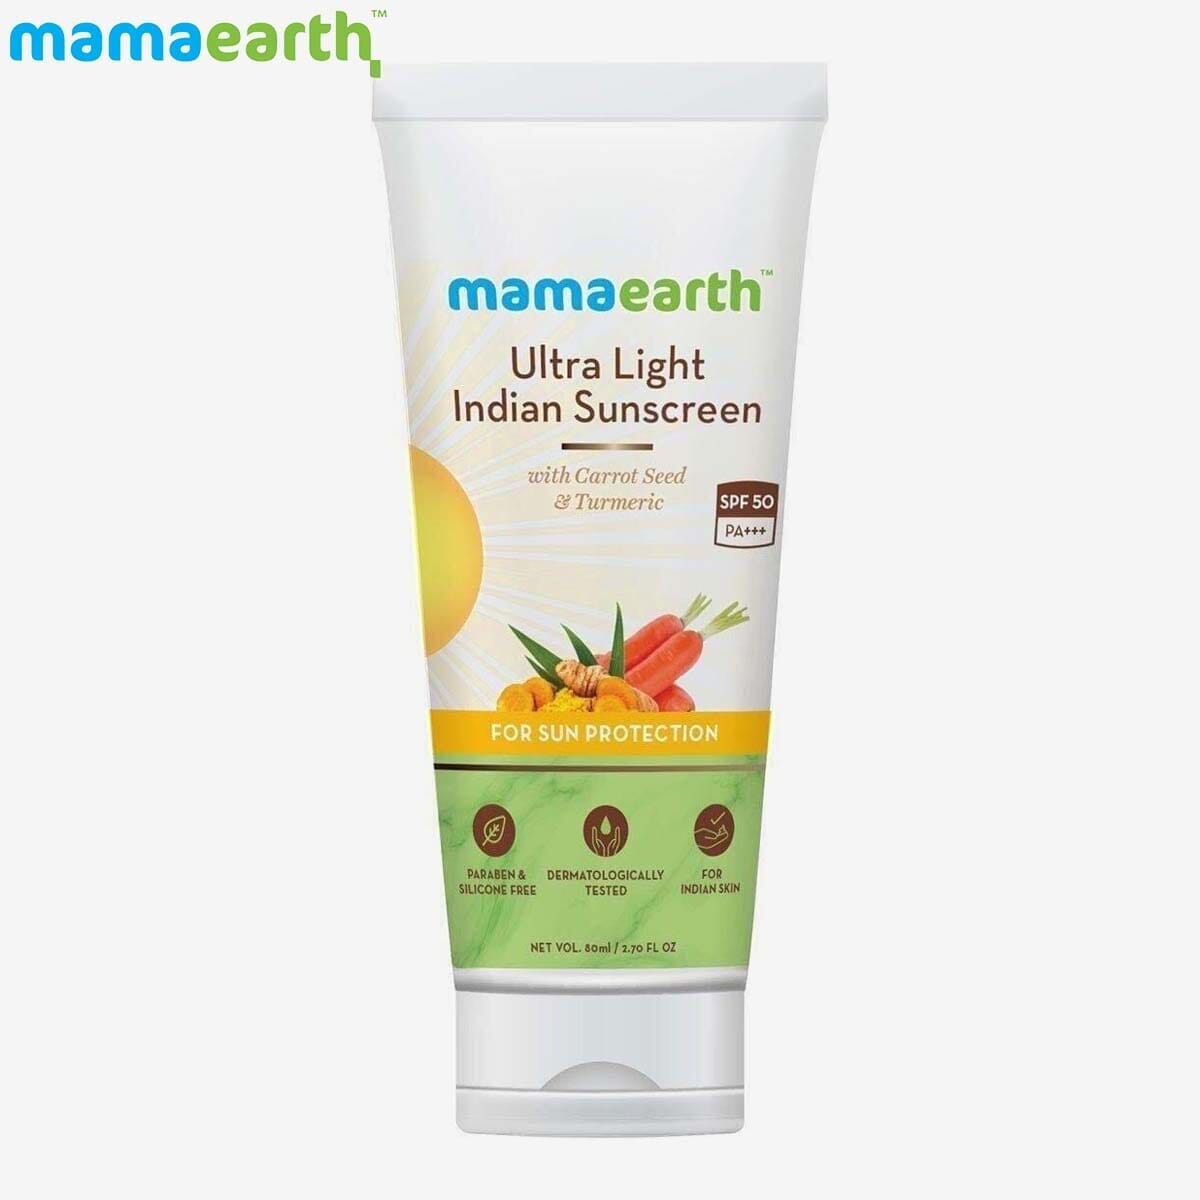 mamaearth™
mamaearth™
Ultra Light
Indian Sunscreen
with Carrot Seed
& Turmeric
SPF 50
PA+++
FOR SUN PROTECTION
PARABEN &
SILICONE FREE
DERMATOLOGICALLY
TESTED
FOR
INDIAN SKIN
NET VOL. 80ml / 2.70 FL OZ